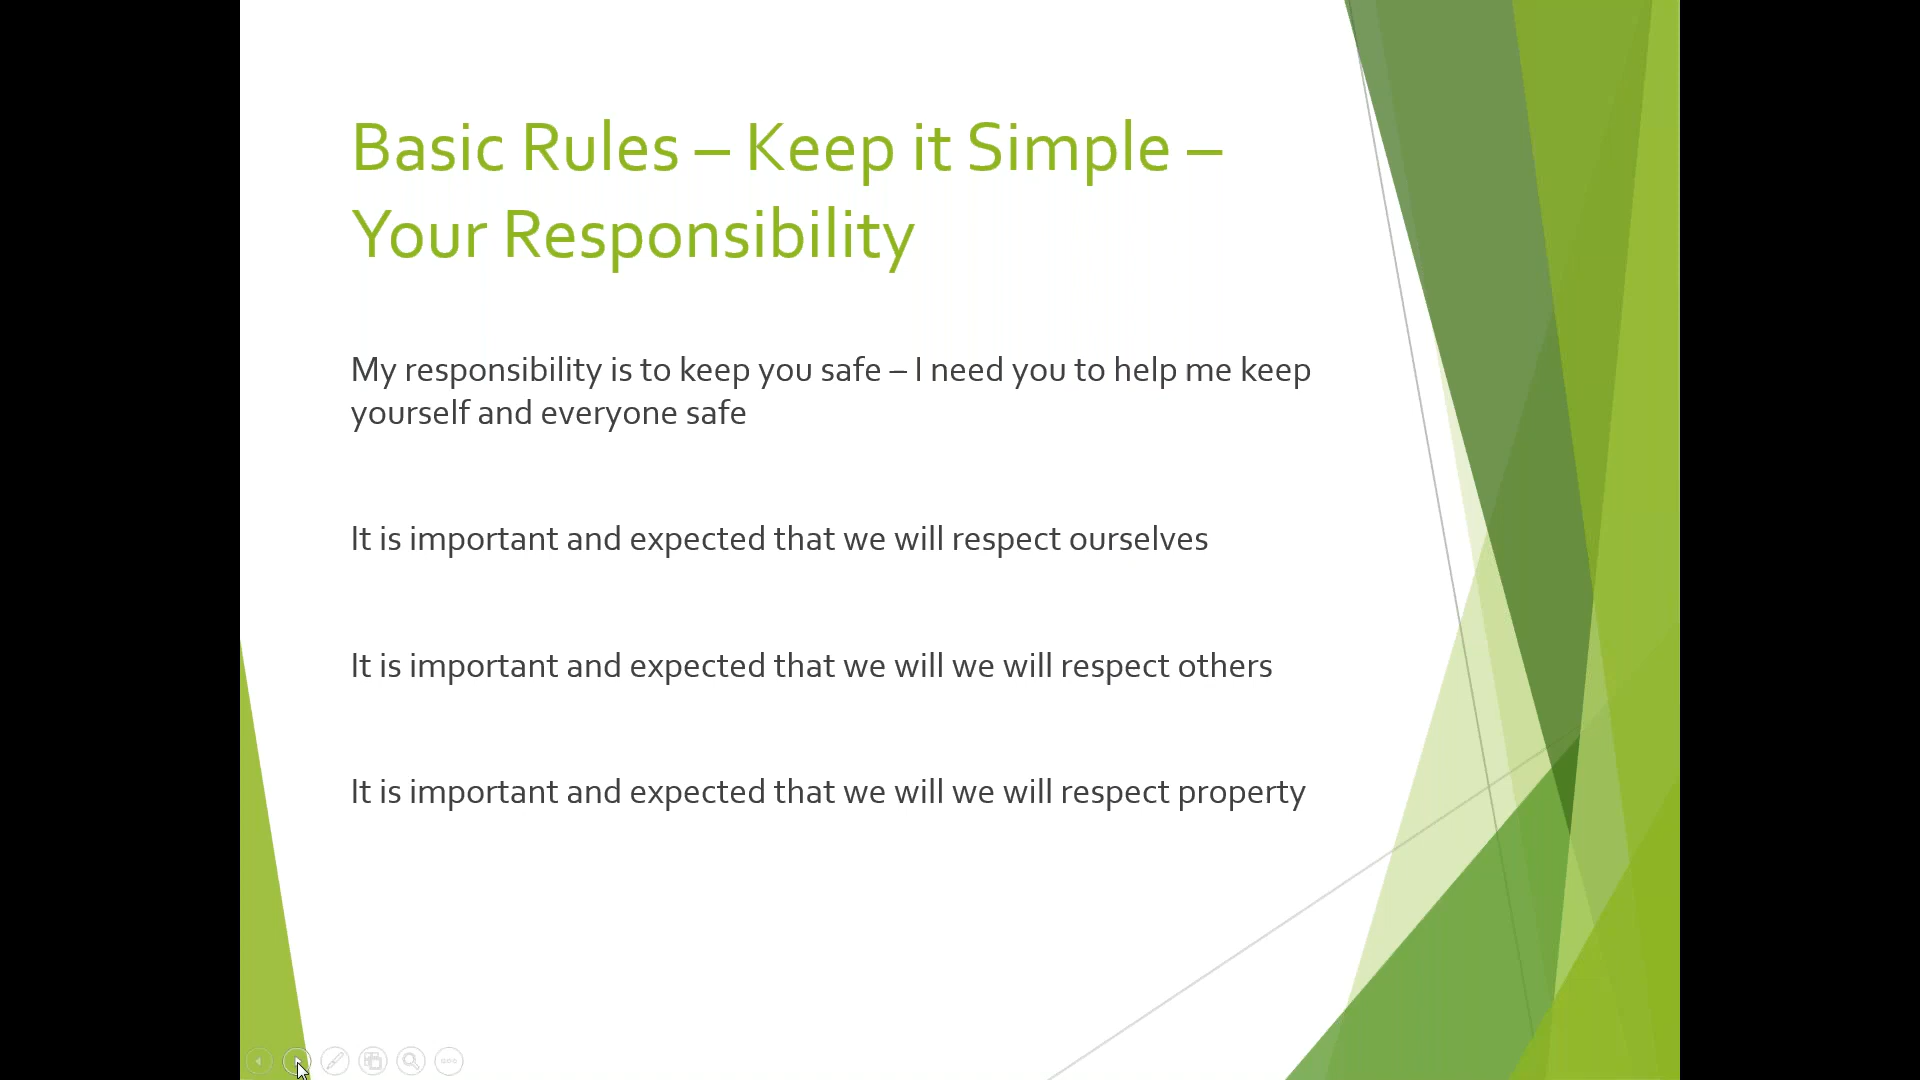 Basic Rules – Keep it Simple –
Your Responsibility
My responsibility is to keep you safe – I need you to help me keep
yourself and everyone safe
It is important and expected that we will respect ourselves
It is important and expected that we will we will respect others
It is important and expected that we will we will respect property